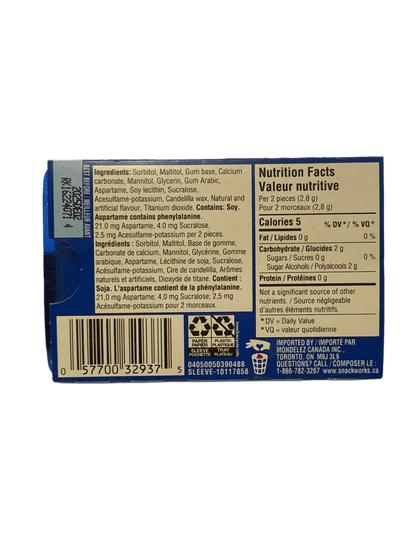 BEST BEFORE / MEILLEUR AVANT
2025DE02
RK1622407 1 4
Ingredients: Sorbitol, Maltitol, Gum base, Calcium
carbonate, Mannitol, Glycerin, Gum Arabic,
Aspartame, Soy lecithin, Sucralose,
Acesulfame-potassium, Candelilla wax, Natural and
artificial flavour, Titanium dioxide. Contains: Soy.
Aspartame contains phenylalanine.
21.0 mg Aspartame, 4.0 mg Sucralose,
2.5 mg Acesulfame-potassium per 2 pieces.
Ingrédients : Sorbitol, Maltitol, Base de gomme,
Carbonate de calcium, Mannitol, Glycérine, Gomme
arabique, Aspartame, Lécithine de soja, Sucralose,
Acésulfame-potassium, Cire de candelilla, Arômes
naturels et artificiels, Dioxide de titane. Contient :
Soja. L'aspartame contient de la phénylalanine.
21,0 mg Aspartame; 4,0 mg Sucralose; 2,5 mg
Acésulfame-potassium pour 2 morceaux.
Nutrition Facts
Valeur nutritive
Per 2 pieces (2.8 g)
Pour 2 morceaux (2,8 g)
Calories 5 % DV* / % VQ*
Fat / Lipides 0 g 0 %
Carbohydrate / Glucides 2 g
Sugars / Sucres 0 g 0 %
Sugar Alcohols / Polyalcools 2 g
Protein / Protéines 0 g
Not a significant source of other
nutrients. / Source négligeable
d'autres éléments nutritifs.
* DV = Daily Value
* VQ = valeur quotidienne
0 57700 32937 5
PAPER
PAPIER
SLEEVE
POCHETTE
PLASTIC
PLASTIQUE
TRAY
PLATEAU
04050050390488
SLEEVE-10117858
IMPORTED BY / IMPORTÉ PAR
MONDELEZ CANADA INC.,
TORONTO, ON M6J 3L9
QUESTIONS? CALL / COMPOSER LE :
1-866-782-3267 www.snackworks.ca